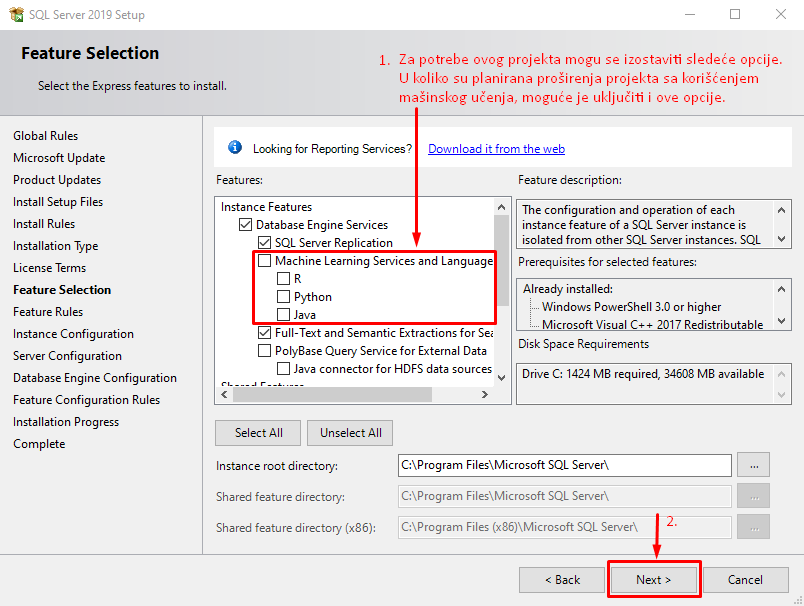 SQL Server 2019 Setup
Feature Selection
Select the Express features to install.
1. Za potrebe ovog projekta mogu se izostaviti sledeće opcije.
U koliko su planirana proširenja projekta sa korišćenjem
mašinskog učenja, moguće je uključiti i ove opcije.
Global Rules
Microsoft Update
Product Updates
Install Setup Files
Install Rules
Installation Type
License Terms
Feature Selection
Feature Rules
Instance Configuration
Server Configuration
Database Engine Configuration
Feature Configuration Rules
Installation Progress
Complete
Looking for Reporting Services? Download it from the web
Features:
Instance Features
Database Engine Services
SQL Server Replication
Machine Learning Services and Language
R
Python
Java
Full-Text and Semantic Extractions for Sea
PolyBase Query Service for External Data
Java connector for HDFS data sources
Shared Features
Feature description:
The configuration and operation of each
instance feature of a SQL Server instance is
isolated from other SQL Server instances. SQL
Prerequisites for selected features:
Already installed:
Windows PowerShell 3.0 or higher
Microsoft Visual C++ 2017 Redistributable
Disk Space Requirements
Drive C: 1424 MB required, 34608 MB available
Select All
Unselect All
Instance root directory:
C:\Program Files\Microsoft SQL Server\
...
Shared feature directory:
C:\Program Files\Microsoft SQL Server\
...
Shared feature directory (x86):
C:\Program Files (x86)\Microsoft SQL Server\
...
2.
< Back
Next >
Cancel